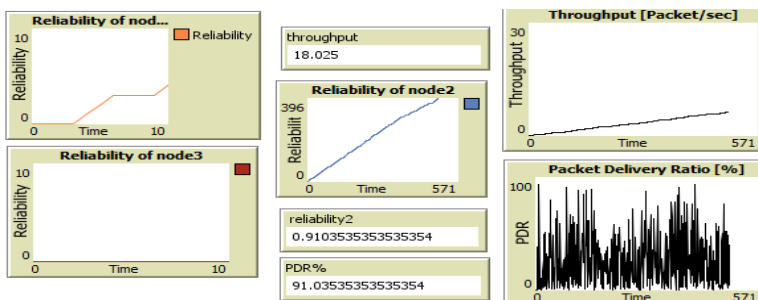 Reliability of nod...
10
Reliability
0
0
Time
10
Reliability
Reliability of node3
10
Reliability
0
0
Time
10
throughput
18.025
Reliability of node2
396
Reliabilit
0
0
Time
571
reliability2
0.9103535353535354
PDR%
91.03535353535354
Throughput [Packet/sec]
30
Throughput
0
0
Time
571
Packet Delivery Ratio [%]
100
PDR
0
0
Time
571